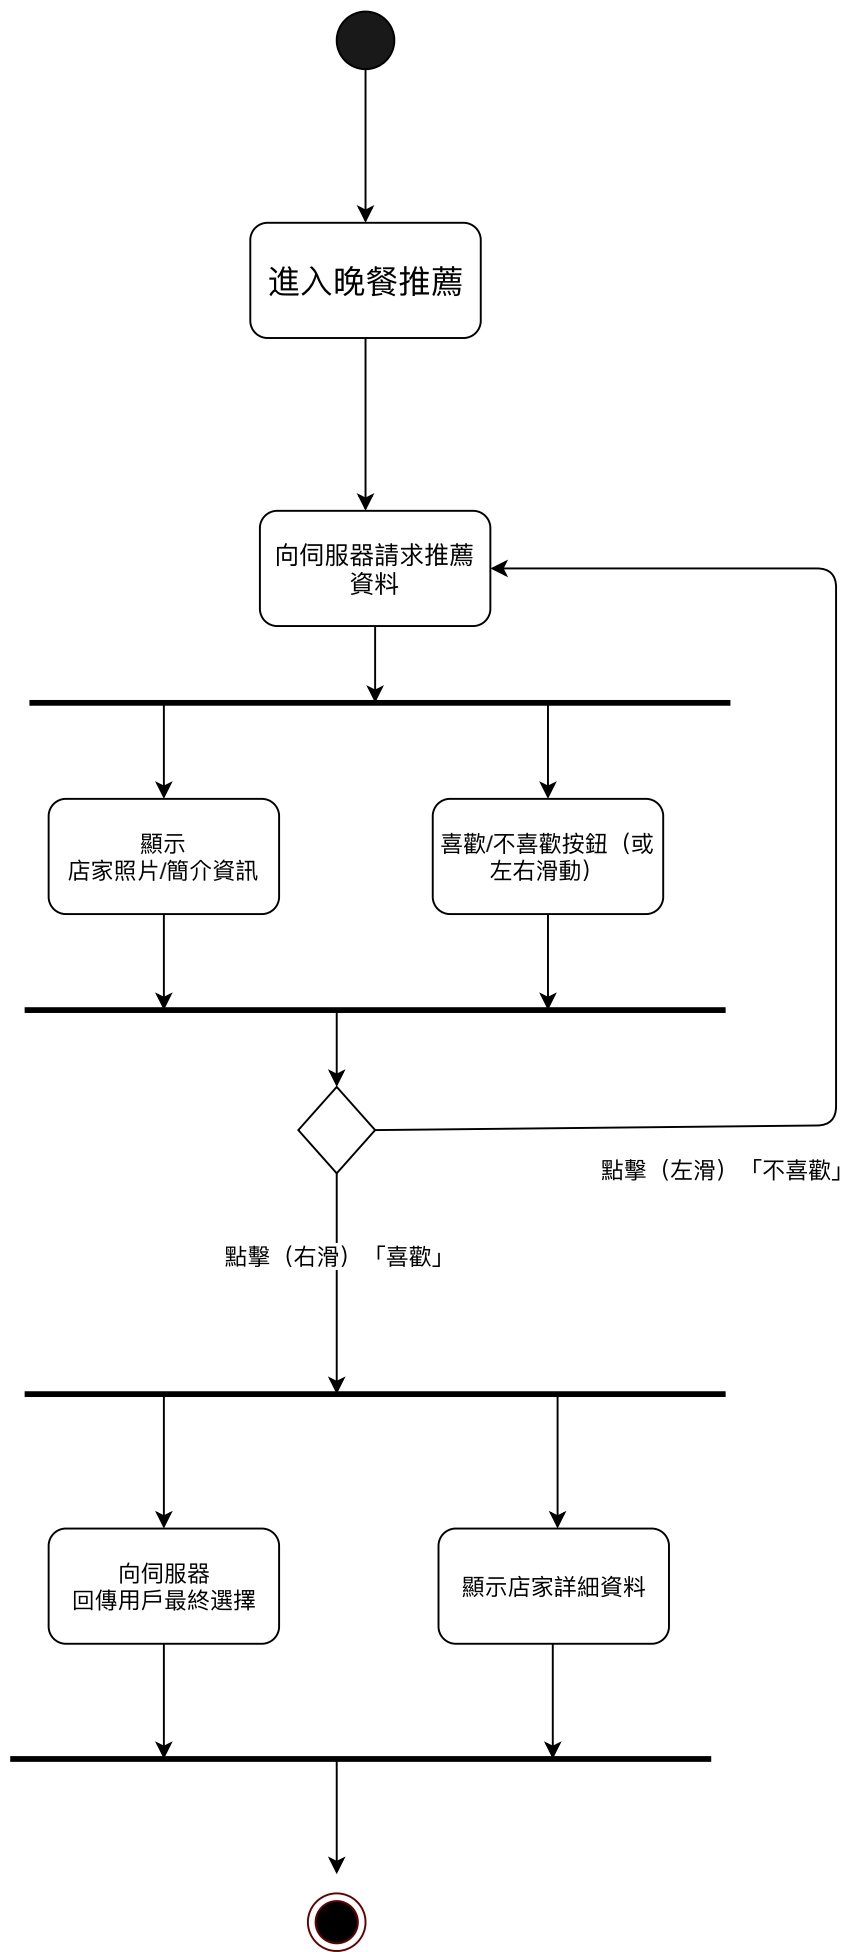 進入晚餐推薦
向伺服器請求推薦
資料
顯示
店家照片/簡介資訊
喜歡/不喜歡按鈕（或
左右滑動）
點擊（左滑）「不喜歡」
點擊（右滑）「喜歡」
向伺服器
回傳用戶最終選擇
顯示店家詳細資料